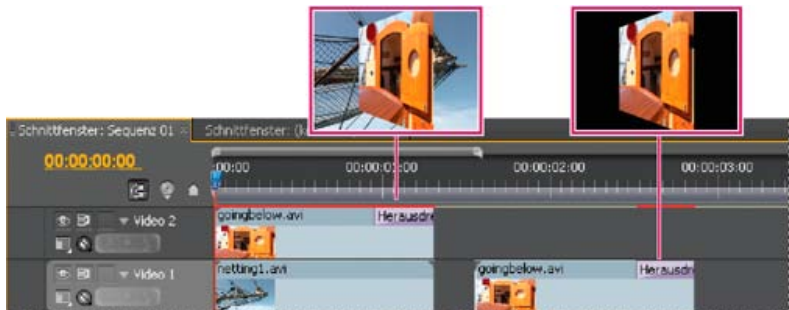 Schnittfenster: Sequenz 01 × Schnittfenster:
00:00:00:00
:00:00 00:00:01:00 00:00:02:00 00:00:03:00
Video 2 goingbelow.avi Herausdre
Video 1 netting1.avi goingbelow.avi Herausdr